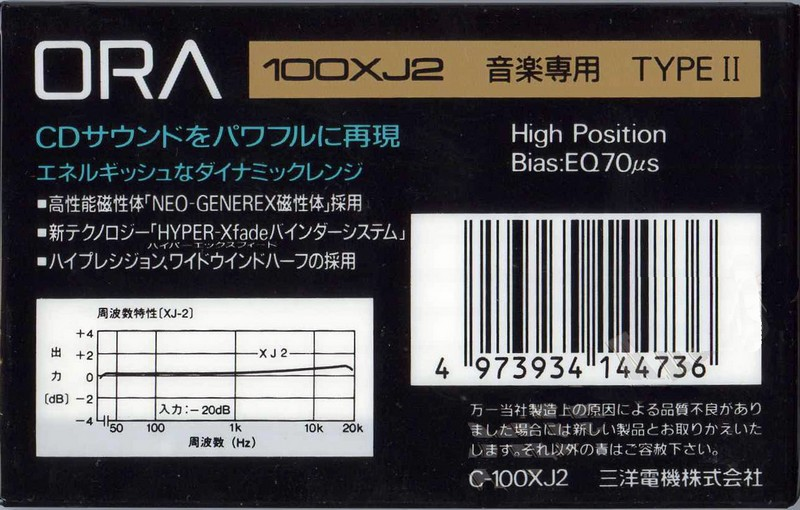 ORA
100XJ2 音楽専用 TYPE II
CDサウンドをパワフルに再現
エネルギッシュなダイナミックレンジ
High Position
Bias:EQ70μs
■高性能磁性体「NEO-GENEREX磁性体」採用
■新テクノロジー「HYPER-Xfadeバインダーシステム」
ハイパーエックスフェード
■ハイプレシジョン、ワイドウインドハーフの採用
周波数特性〔XJ-2〕
+4
+2
0
-2
-4
出力
〔dB〕
XJ2
入力:-20dB
50 100 1k 10k 20k
周波数 (Hz)
4 973934 144736
万一当社製造上の原因による品質不良があり
ました場合には新しい製品とお取りかえいた
します。それ以外の責はご容赦下さい。
C-100XJ2 三洋電機株式会社